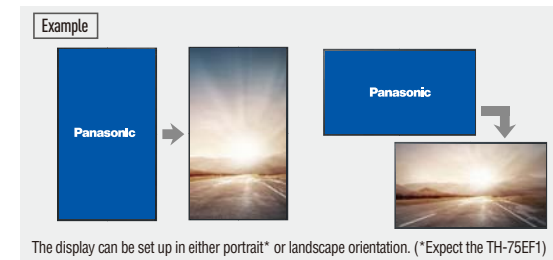 Example
Panasonic
Panasonic
The display can be set up in either portrait* or landscape orientation. (*Expect the TH-75EF1)